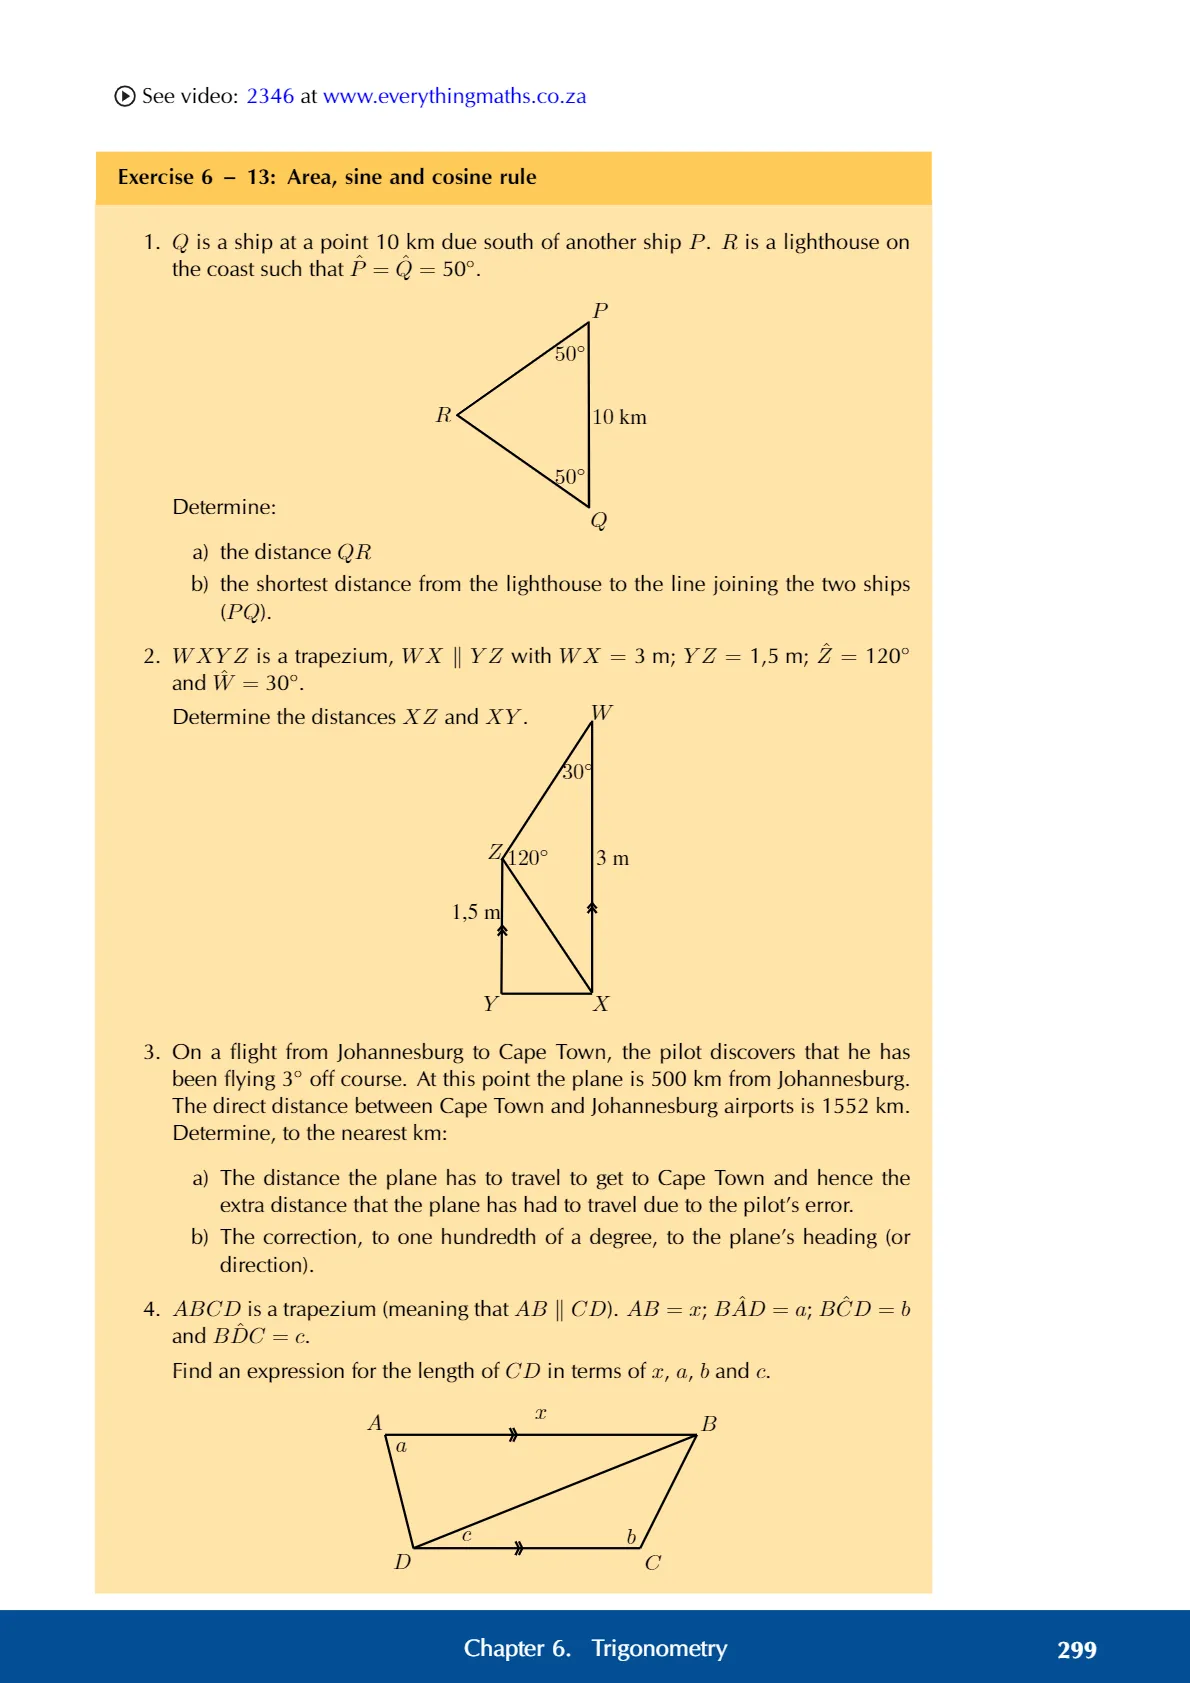 See video: 2346 at www.everythingmaths.co.za
Exercise 6 – 13: Area, sine and cosine rule
1. Q is a ship at a point 10 km due south of another ship P. R is a lighthouse on
the coast such that P̂ = Q̂ = 50°.
P
50°
R
10 km
50°
Determine:
Q
a) the distance QR
b) the shortest distance from the lighthouse to the line joining the two ships
(PQ).
2. WXYZ is a trapezium, WX ∥ YZ with WX = 3 m; YZ = 1,5 m; Ẑ = 120°
and Ŵ = 30°.
Determine the distances XZ and XY.
W
30°
Z
120°
3 m
1,5 m
Y
X
3. On a flight from Johannesburg to Cape Town, the pilot discovers that he has
been flying 3° off course. At this point the plane is 500 km from Johannesburg.
The direct distance between Cape Town and Johannesburg airports is 1552 km.
Determine, to the nearest km:
a) The distance the plane has to travel to get to Cape Town and hence the
extra distance that the plane has had to travel due to the pilot's error.
b) The correction, to one hundredth of a degree, to the plane's heading (or
direction).
4. ABCD is a trapezium (meaning that AB ∥ CD). AB = x; BÂD = a; BĈD = b
and BD̂C = c.
Find an expression for the length of CD in terms of x, a, b and c.
A
x
B
a
c
b
D
C
Chapter 6. Trigonometry
299